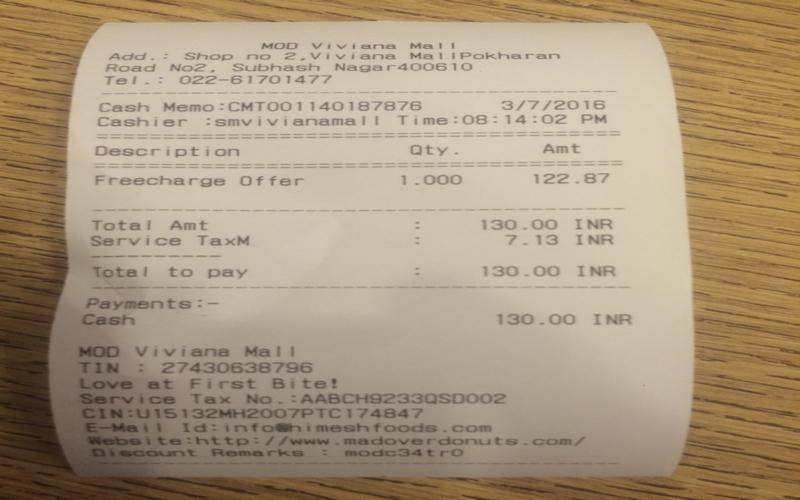 MOD Viviana Mall
Add.: Shop no 2,Viviana MallPokharan
Road No2, Subhash Nagar400610
Tel.: 022-61701477
Cash Memo:CMT001140187876 3/7/2016
Cashier :smvivianamall Time:08:14:02 PM
Description Qty. Amt
Freecharge Offer 1.000 122.87
Total Amt : 130.00 INR
Service TaxM : 7.13 INR
Total to pay : 130.00 INR
Payments:-
Cash 130.00 INR
MOD Viviana Mall
TIN : 27430638796
Love at First Bite!
Service Tax No.:AABCH9233QSD002
CIN:U15132MH2007PTC174847
E-Mail Id:info@himeshfoods.com
Website:http://www.madoverdonuts.com/
Discount Remarks : modc34tr0